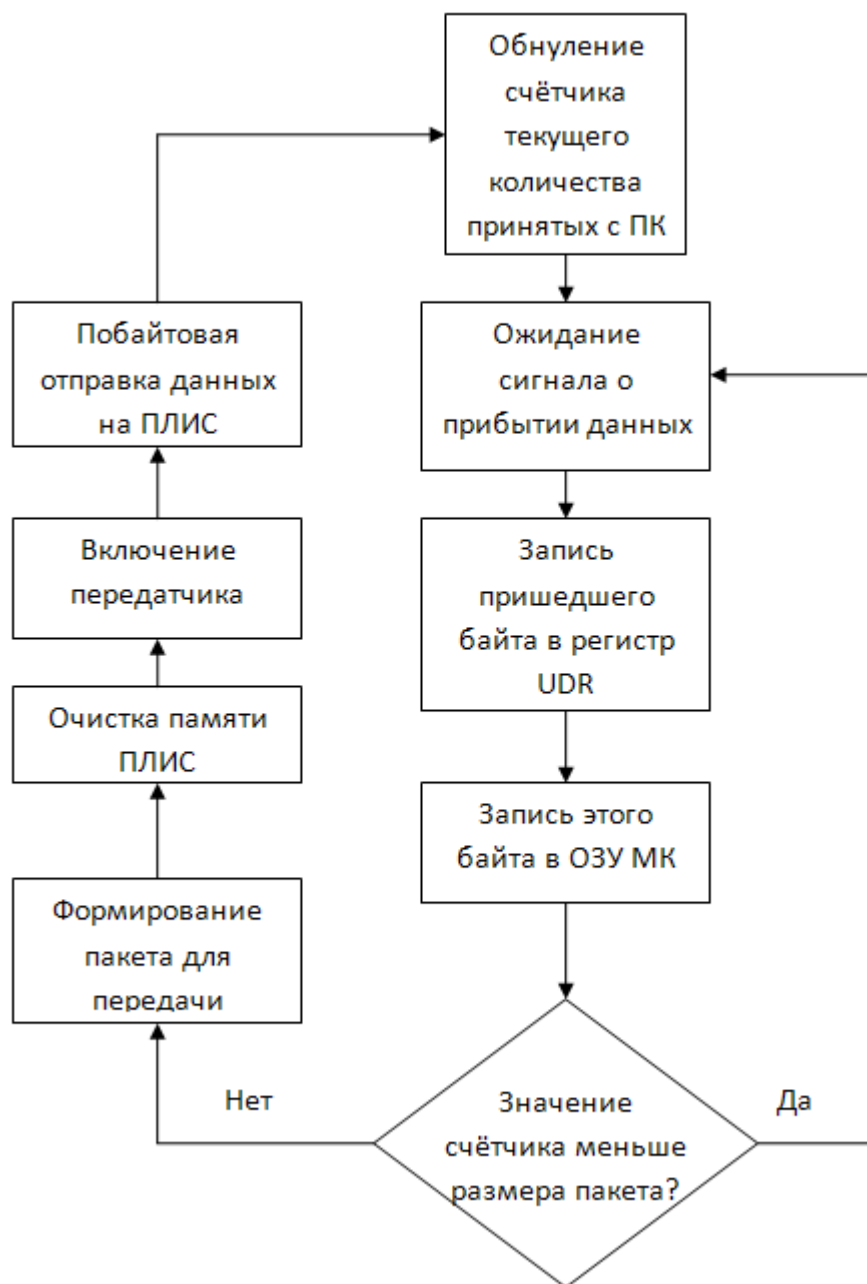 Обнуление
счётчика
текущего
количества
принятых с ПК
Ожидание
сигнала о
прибытии данных
Запись
пришедшего
байта в регистр
UDR
Запись этого
байта в ОЗУ МК
Значение
счётчика меньше
размера пакета?
Да
Нет
Формирование
пакета для
передачи
Очистка памяти
ПЛИС
Включение
передатчика
Побайтовая
отправка данных
на ПЛИС